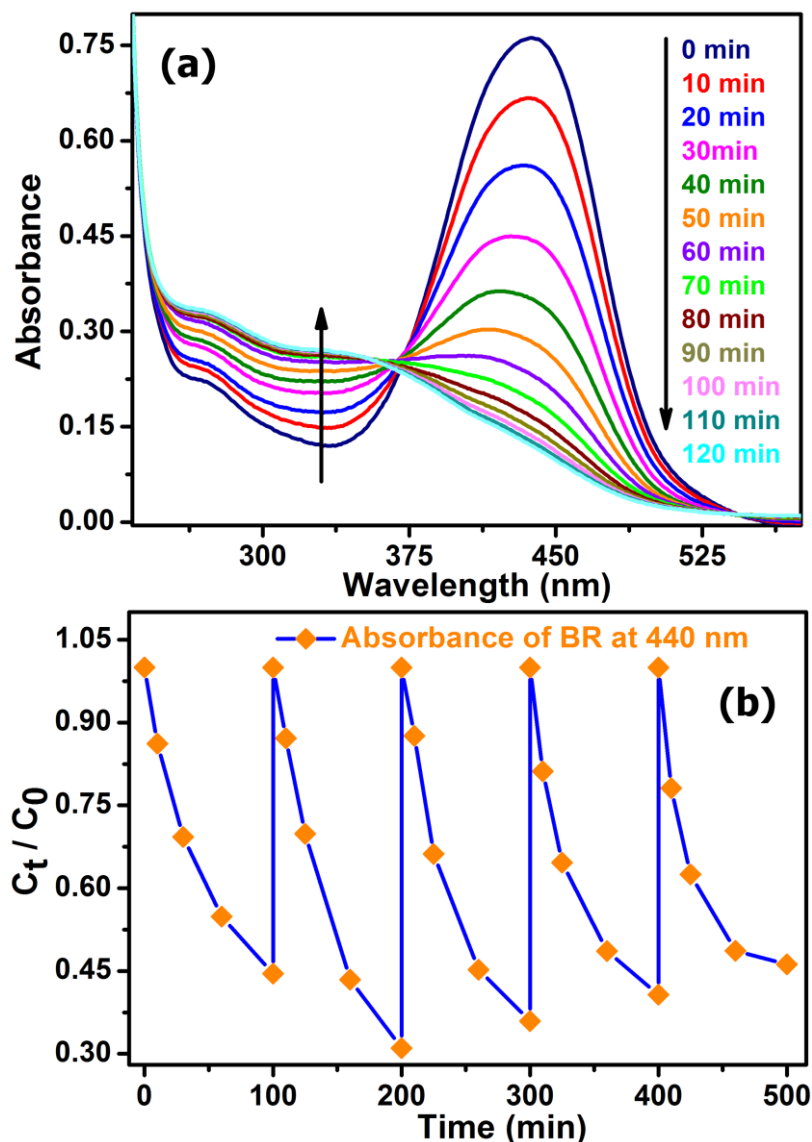 (a)
Absorbance
0.75
0.60
0.45
0.30
0.15
0.00
0 min
10 min
20 min
30min
40 min
50 min
60 min
70 min
80 min
90 min
100 min
110 min
120 min
300 375 450 525
Wavelength (nm)
Absorbance of BR at 440 nm
(b)
Ct / C0
1.05
0.90
0.75
0.60
0.45
0.30
0 100 200 300 400 500
Time (min)